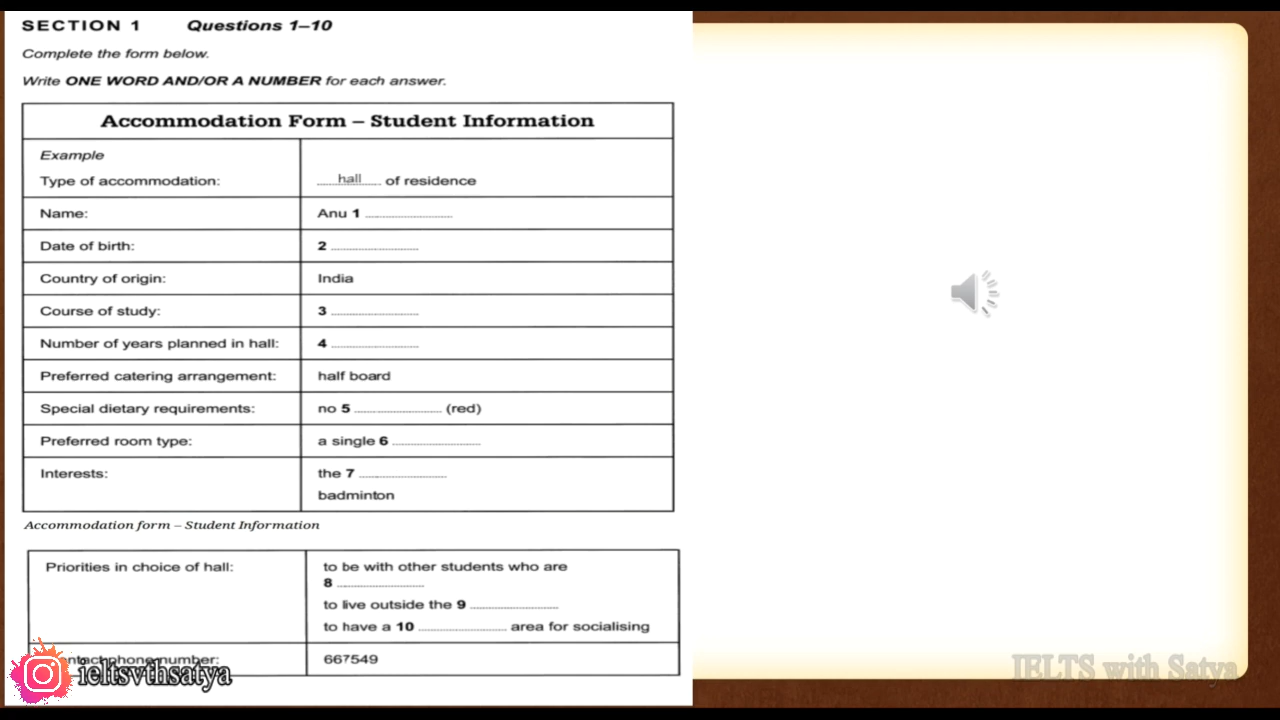 SECTION 1 Questions 1–10
Complete the form below.
Write ONE WORD AND/OR A NUMBER for each answer.
Accommodation Form – Student Information
Example
Type of accommodation: hall of residence
Name: Anu 1
Date of birth: 2
Country of origin: India
Course of study: 3
Number of years planned in hall: 4
Preferred catering arrangement: half board
Special dietary requirements: no 5 (red)
Preferred room type: a single 6
Interests: the 7
badminton
Accommodation form – Student Information
Priorities in choice of hall: to be with other students who are
8
to live outside the 9
to have a 10 area for socialising
phone number: 667549
ieltsvthsatya
IELTS with Satya